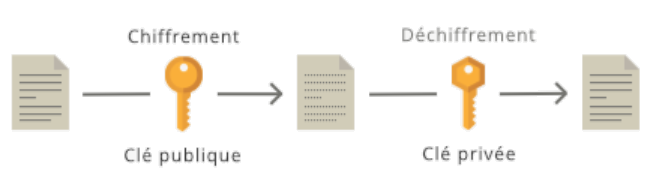 Chiffrement
Déchiffrement
Clé publique
Clé privée